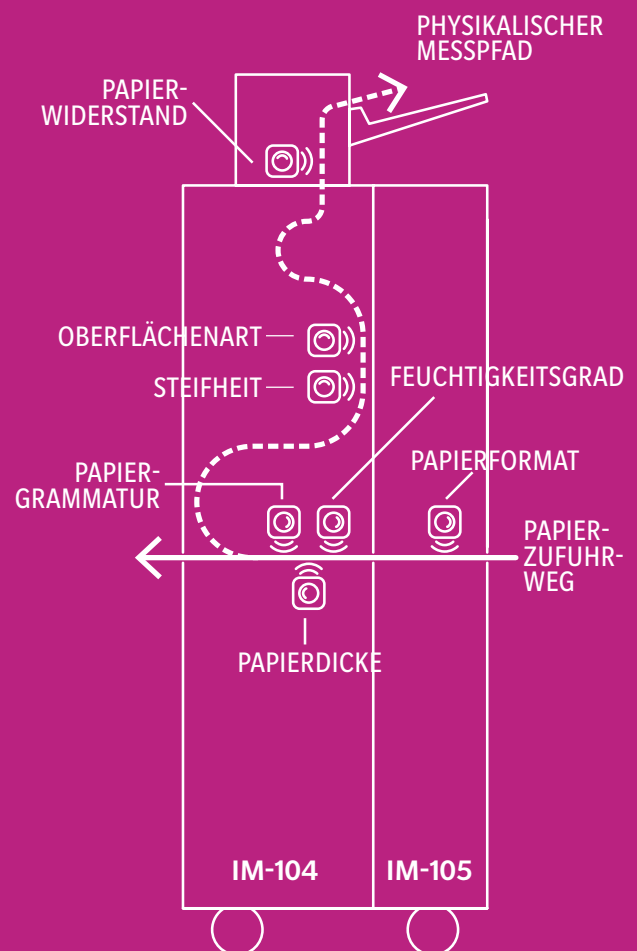 PHYSIKALISCHER
MESSPFAD
PAPIER-
WIDERSTAND
OBERFLÄCHENART
STEIFHEIT
FEUCHTIGKEITSGRAD
PAPIER-
GRAMMATUR
PAPIERFORMAT
PAPIER-
ZUFUHR-
WEG
PAPIERDICKE
IM-104
IM-105